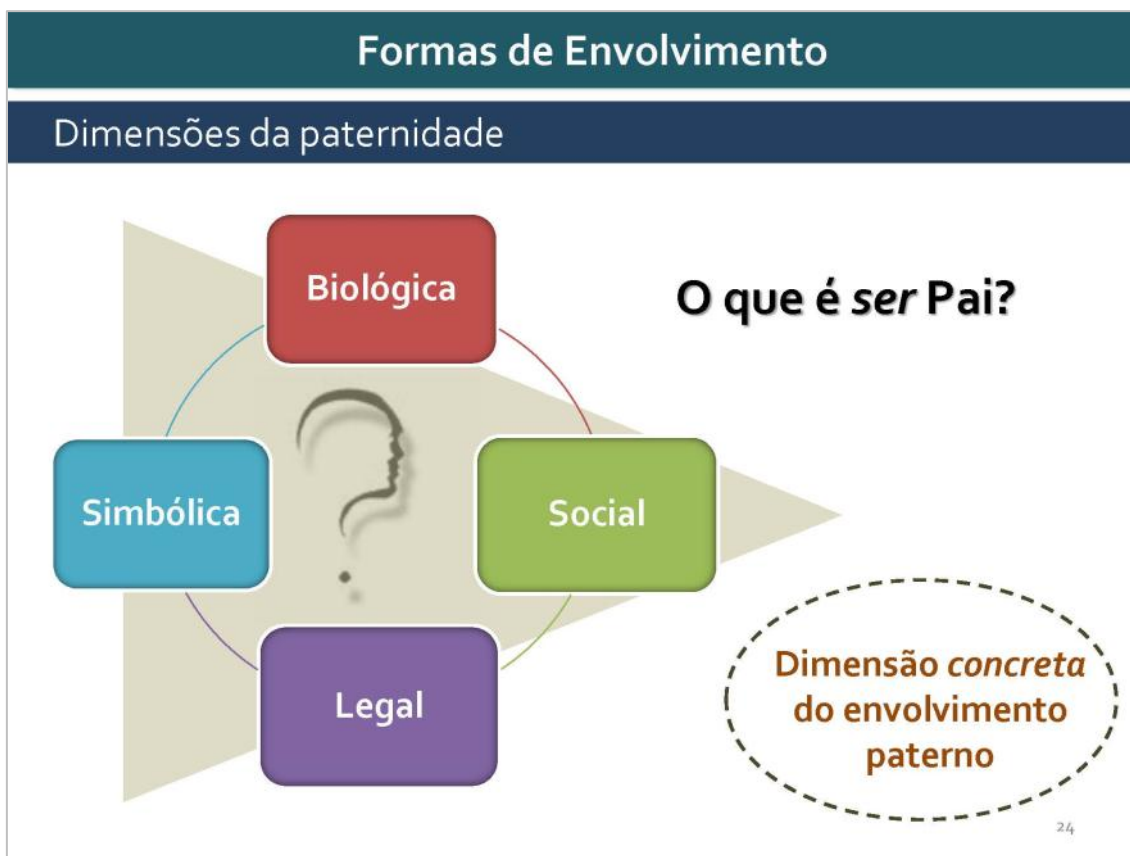 Formas de Envolvimento
Dimensões da paternidade
Biológica
O que é ser Pai?
Simbólica
Social
Legal
Dimensão concreta
do envolvimento
paterno
24